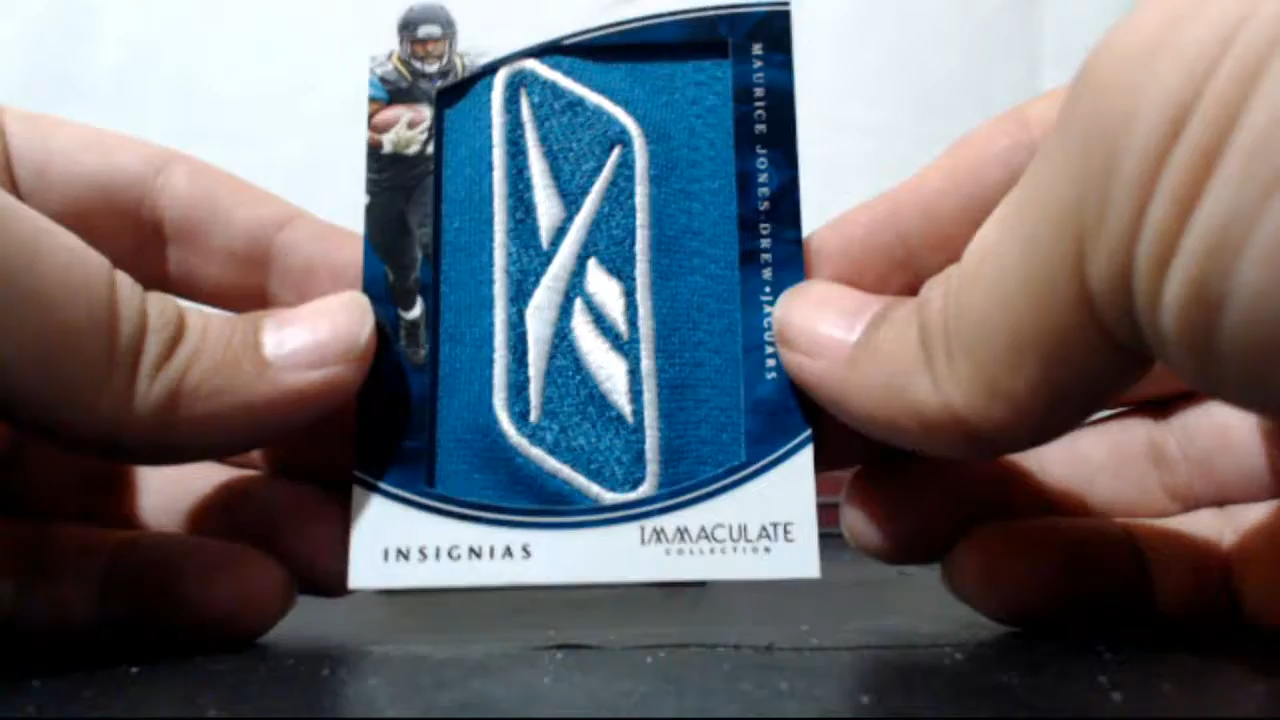 MAURICE JONES-DREW • JAGUARS
INSIGNIAS
IMMACULATE
COLLECTION